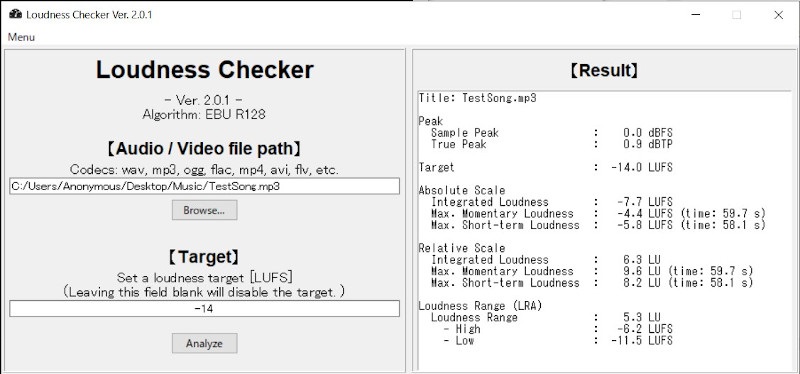 Loudness Checker Ver. 2.0.1
Menu
Loudness Checker
- Ver. 2.0.1 -
Algorithm: EBU R128
【Audio / Video file path】
Codecs: wav, mp3, ogg, flac, mp4, avi, flv, etc.
C:/Users/Anonymous/Desktop/Music/TestSong.mp3
Browse...
【Target】
Set a loudness target [LUFS]
(Leaving this field blank will disable the target. )
-14
Analyze
【Result】
Title: TestSong.mp3
Peak
Sample Peak : 0.0 dBFS
True Peak : 0.9 dBTP
Target : -14.0 LUFS
Absolute Scale
Integrated Loudness : -7.7 LUFS
Max. Momentary Loudness : -4.4 LUFS (time: 59.7 s)
Max. Short-term Loudness : -5.8 LUFS (time: 58.1 s)
Relative Scale
Integrated Loudness : 6.3 LU
Max. Momentary Loudness : 9.6 LU (time: 59.7 s)
Max. Short-term Loudness : 8.2 LU (time: 58.1 s)
Loudness Range (LRA)
Loudness Range : 5.3 LU
- High : -6.2 LUFS
- Low : -11.5 LUFS